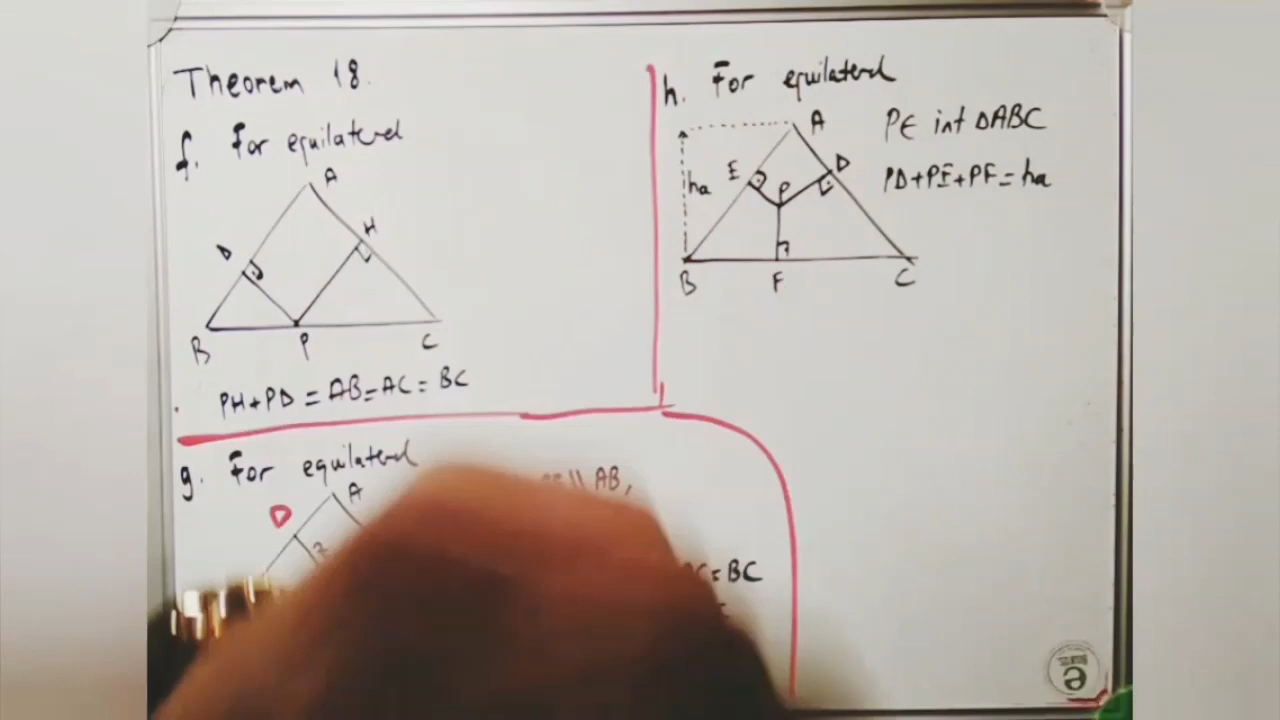 Theorem 18.
f. For equilateral
A
D
H
B
P
C
PH+PD=AB=AC=BC
g. For equilateral
D
A
|| AB,
=BC
h. For equilateral
A
P∈ int ΔABC
E
D
ha
P
PD+PE+PF=ha
B
F
C
e